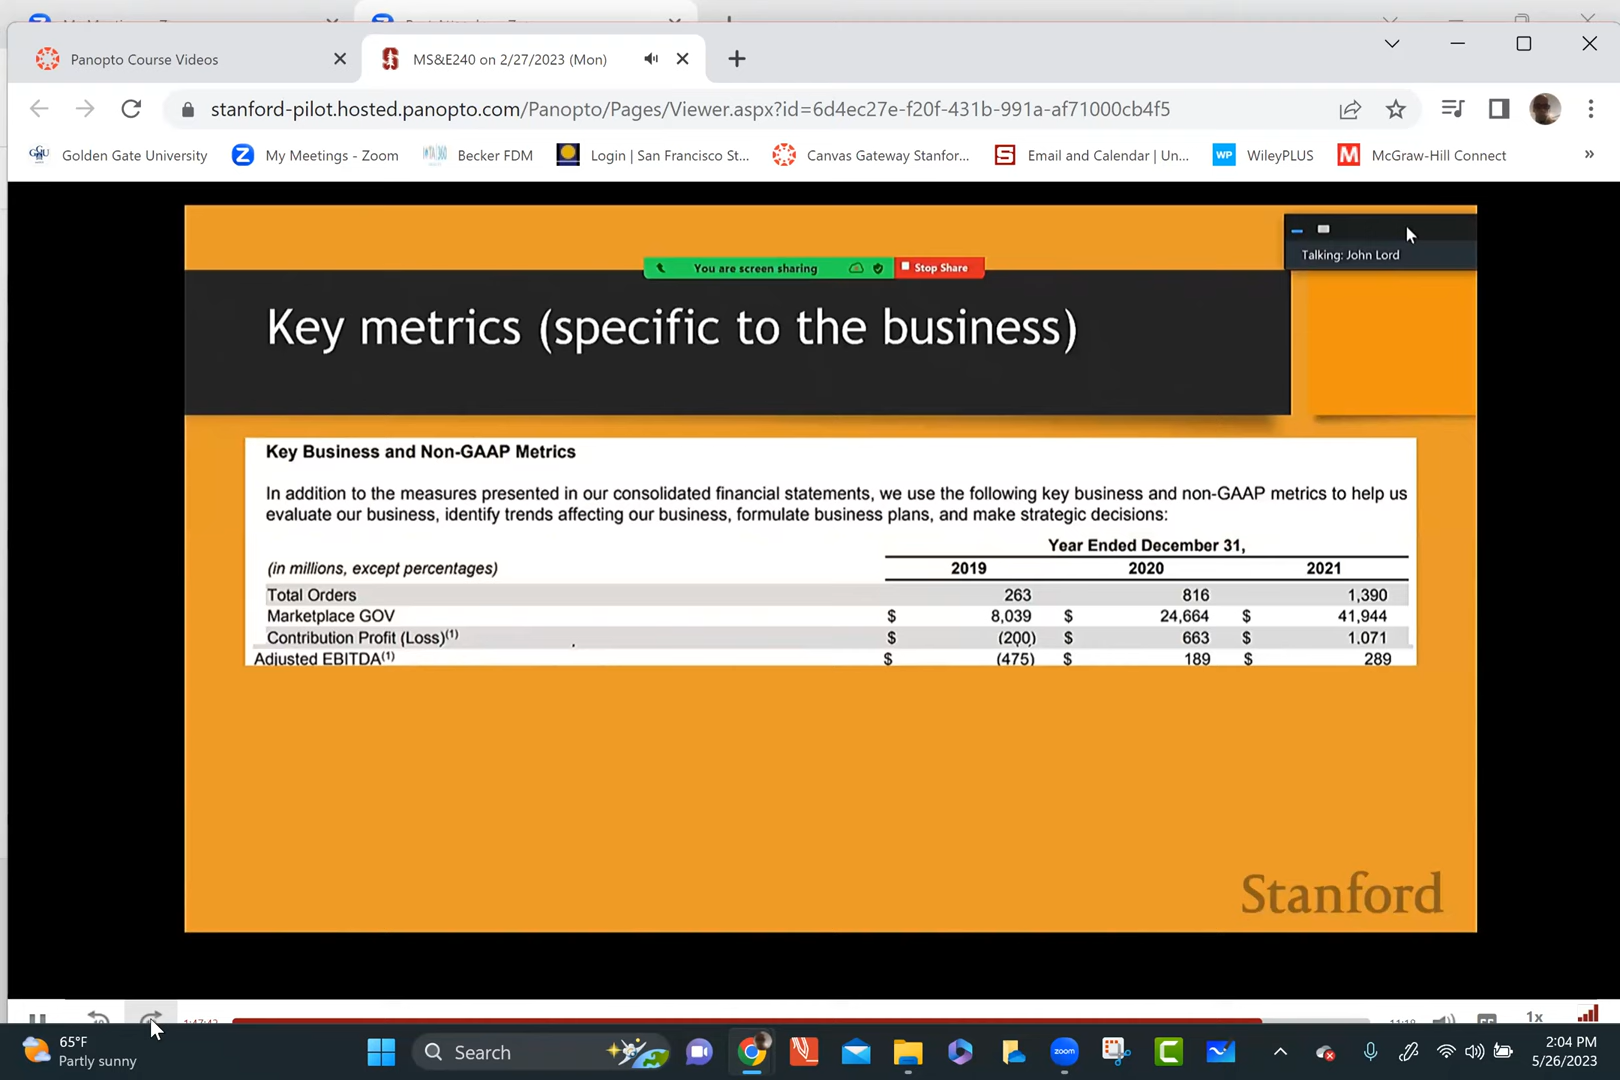 Panopto Course Videos
MS&E240 on 2/27/2023 (Mon)
stanford-pilot.hosted.panopto.com/Panopto/Pages/Viewer.aspx?id=6d4ec27e-f20f-431b-991a-af71000cb4f5
Golden Gate University
My Meetings - Zoom
Becker FDM
Login | San Francisco St...
Canvas Gateway Stanfor...
Email and Calendar | Un...
WP
WileyPLUS
McGraw-Hill Connect
You are screen sharing
Stop Share
Talking: John Lord
Key metrics (specific to the business)
Key Business and Non-GAAP Metrics
In addition to the measures presented in our consolidated financial statements, we use the following key business and non-GAAP metrics to help us
evaluate our business, identify trends affecting our business, formulate business plans, and make strategic decisions:
Year Ended December 31,
(in millions, except percentages) 2019 2020 2021
Total Orders 263 816 1,390
Marketplace GOV $ 8,039 $ 24,664 $ 41,944
Contribution Profit (Loss)(1) $ (200) $ 663 $ 1,071
Adjusted EBITDA(1) $ (475) $ 189 $ 289
Stanford
1:47:42
11:18
1x
65°F
Partly sunny
Search
zoom
2:04 PM
5/26/2023